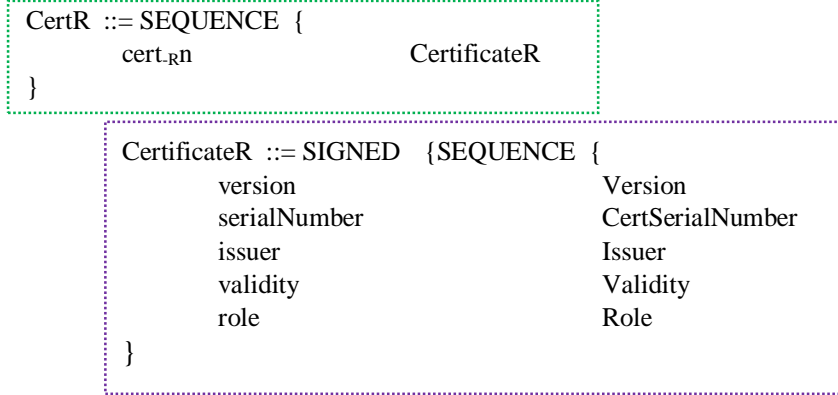 CertR ::= SEQUENCE {
cert-Rn CertificateR
}
CertificateR ::= SIGNED {SEQUENCE {
version Version
serialNumber CertSerialNumber
issuer Issuer
validity Validity
role Role
}